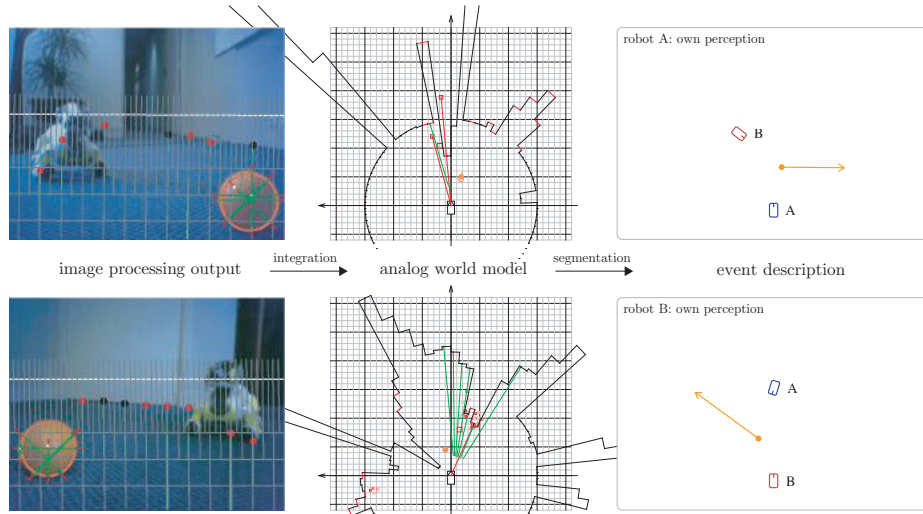 robot A: own perception
B
A
image processing output
integration
analog world model
segmentation
event description
robot B: own perception
A
B